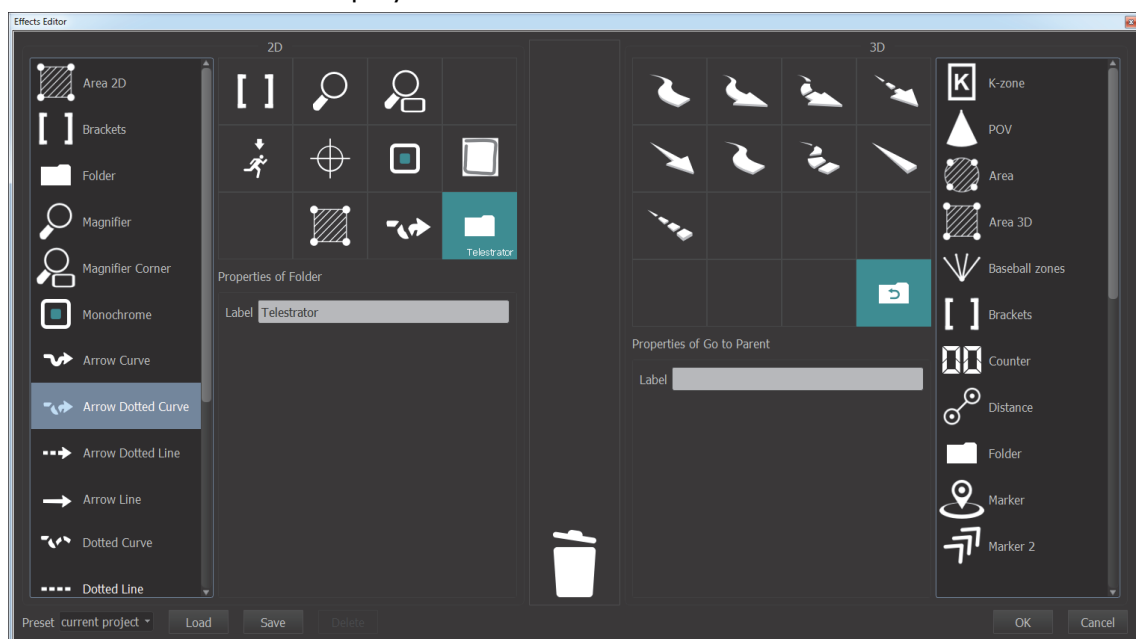 Effects Editor
2D
3D
Area 2D
Brackets
Folder
Magnifier
Magnifier Corner
Monochrome
Arrow Curve
Arrow Dotted Curve
Arrow Dotted Line
Arrow Line
Dotted Curve
Dotted Line
Telestrator
Properties of Folder
Label Telestrator
Properties of Go to Parent
Label
K
K-zone
POV
Area
Area 3D
Baseball zones
Brackets
00
Counter
Distance
Folder
Marker
Marker 2
Preset current project Load Save Delete OK Cancel